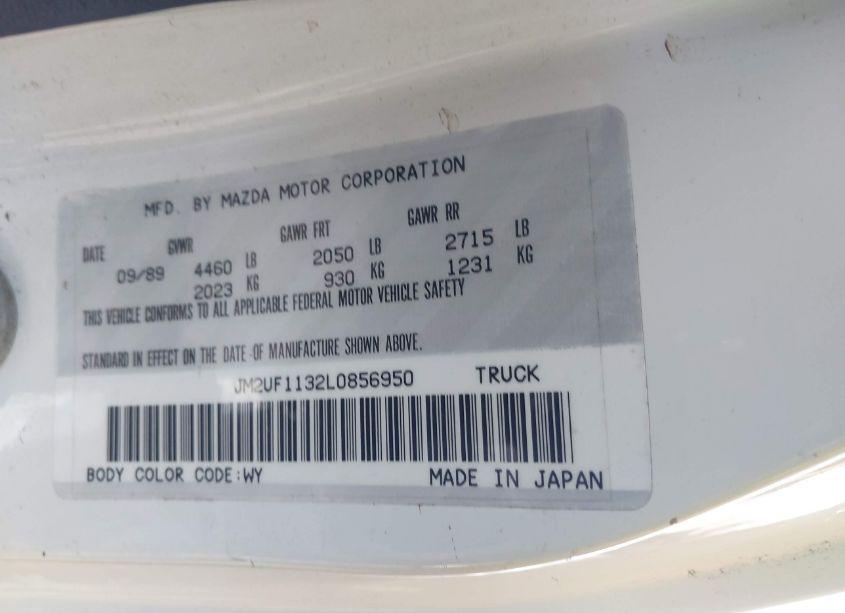 MFD. BY MAZDA MOTOR CORPORATION
DATE GVWR GAWR FRT GAWR RR
09/89 4460 LB 2050 LB 2715 LB
2023 KG 930 KG 1231 KG
THIS VEHICLE CONFORMS TO ALL APPLICABLE FEDERAL MOTOR VEHICLE SAFETY
STANDARD IN EFFECT ON THE DATE OF MANUFACTURE SHOWN ABOVE.
JM2UF1132L0856950 TRUCK
BODY COLOR CODE:WY MADE IN JAPAN